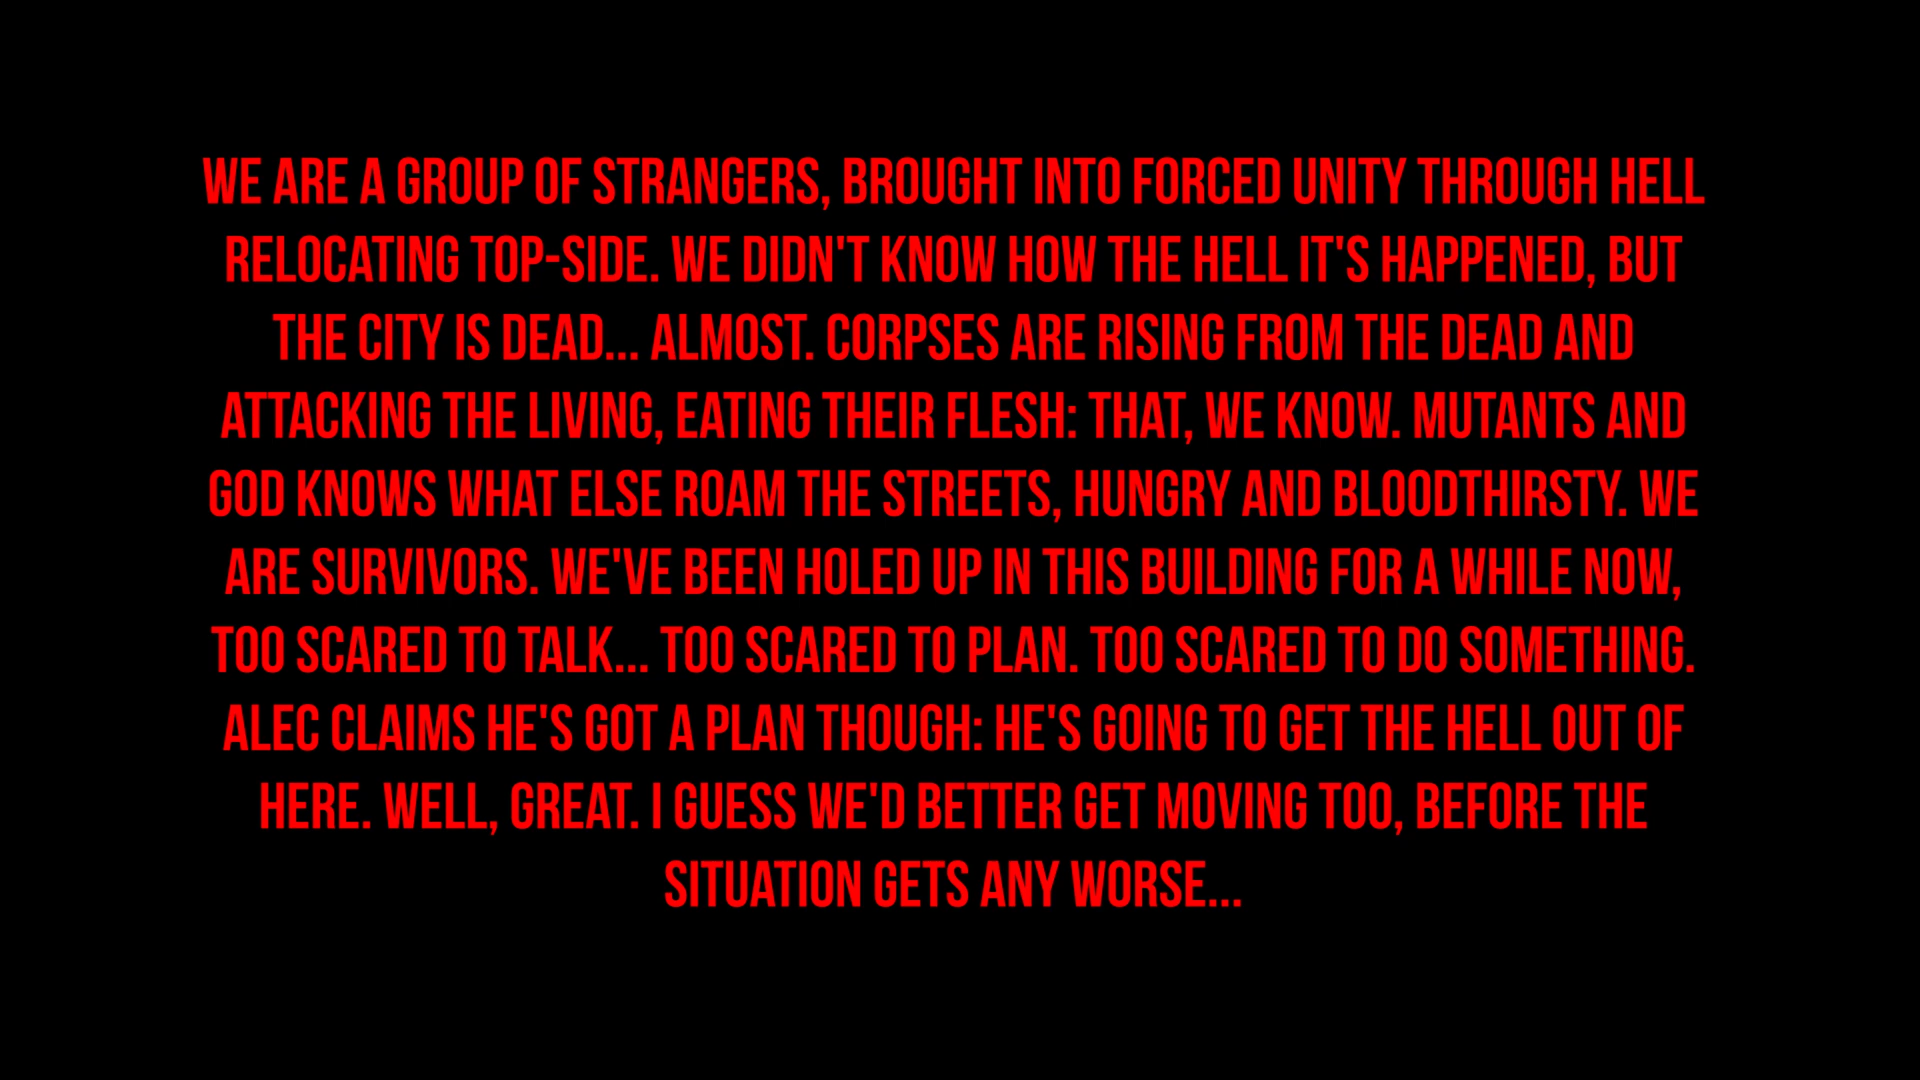 WE ARE A GROUP OF STRANGERS, BROUGHT INTO FORCED UNITY THROUGH HELL
RELOCATING TOP-SIDE. WE DIDN'T KNOW HOW THE HELL IT'S HAPPENED, BUT
THE CITY IS DEAD... ALMOST. CORPSES ARE RISING FROM THE DEAD AND
ATTACKING THE LIVING, EATING THEIR FLESH: THAT, WE KNOW. MUTANTS AND
GOD KNOWS WHAT ELSE ROAM THE STREETS, HUNGRY AND BLOODTHIRSTY. WE
ARE SURVIVORS. WE'VE BEEN HOLED UP IN THIS BUILDING FOR A WHILE NOW,
TOO SCARED TO TALK... TOO SCARED TO PLAN. TOO SCARED TO DO SOMETHING.
ALEC CLAIMS HE'S GOT A PLAN THOUGH: HE'S GOING TO GET THE HELL OUT OF
HERE. WELL, GREAT. I GUESS WE'D BETTER GET MOVING TOO, BEFORE THE
SITUATION GETS ANY WORSE...